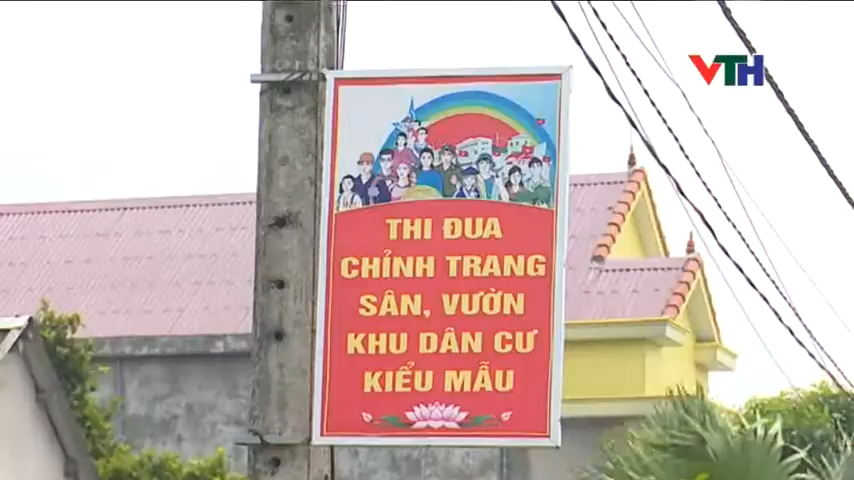 VTH
THI ĐUA
CHỈNH TRANG
SÂN, VƯỜN
KHU DÂN CƯ
KIỂU MẪU